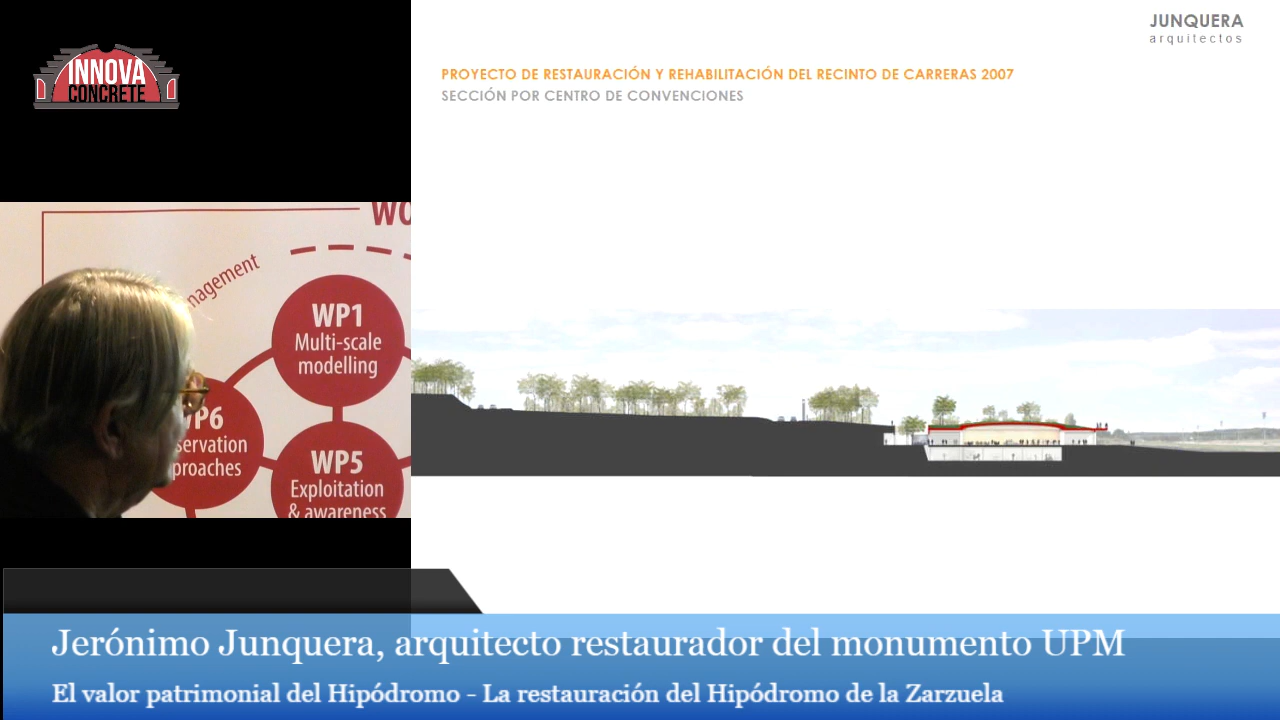 INNOVA
CONCRETE
JUNQUERA
arquitectos
PROYECTO DE RESTAURACIÓN Y REHABILITACIÓN DEL RECINTO DE CARRERAS 2007
SECCIÓN POR CENTRO DE CONVENCIONES
WO
nagement
WP1
Multi-scale
modelling
P6
servation
proaches
WP5
Exploitation
& awareness
Jerónimo Junquera, arquitecto restaurador del monumento UPM
El valor patrimonial del Hipódromo - La restauración del Hipódromo de la Zarzuela